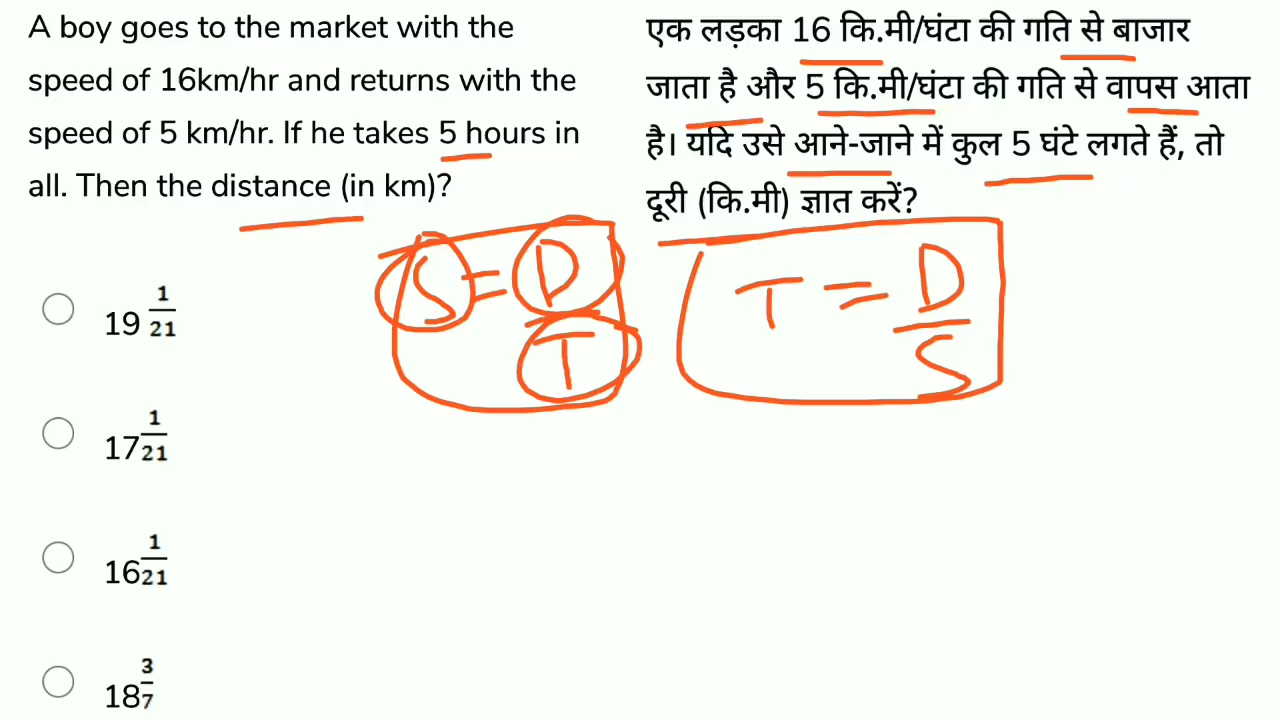 A boy goes to the market with the
speed of 16km/hr and returns with the
speed of 5 km/hr. If he takes 5 hours in
all. Then the distance (in km)?
एक लड़का 16 कि.मी/घंटा की गति से बाजार
जाता है और 5 कि.मी/घंटा की गति से वापस आता
है। यदि उसे आने-जाने में कुल 5 घंटे लगते हैं, तो
दूरी (कि.मी) ज्ञात करें?
S = D/T
T = D/S
19 1/21
17 1/21
16 1/21
18 3/7